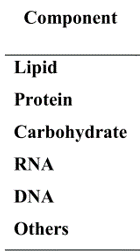 Component
Lipid
Protein
Carbohydrate
RNA
DNA
Others